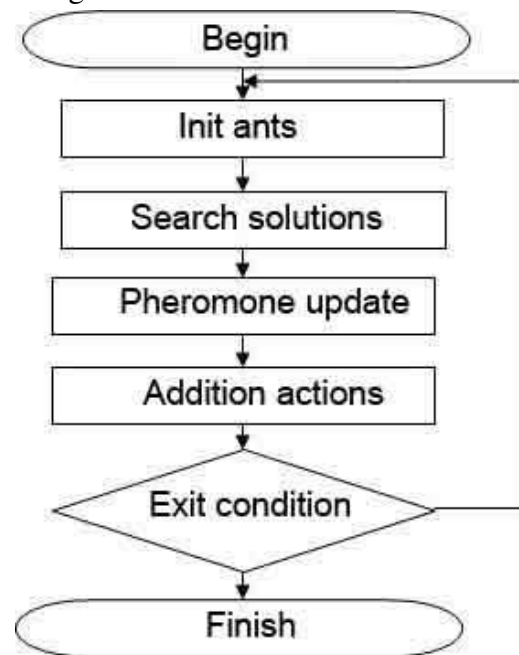 Begin
Init ants
Search solutions
Pheromone update
Addition actions
Exit condition
Finish